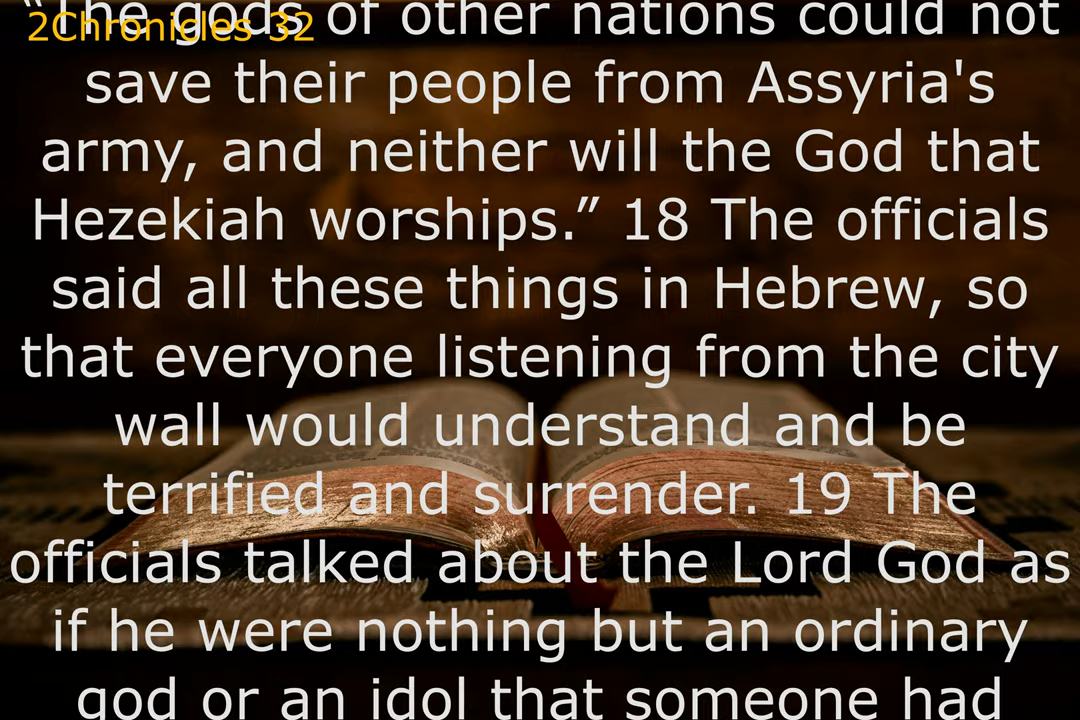 2Chronicles 32
“The gods of other nations could not
save their people from Assyria's
army, and neither will the God that
Hezekiah worships.” 18 The officials
said all these things in Hebrew, so
that everyone listening from the city
wall would understand and be
terrified and surrender. 19 The
officials talked about the Lord God as
if he were nothing but an ordinary
god or an idol that someone had